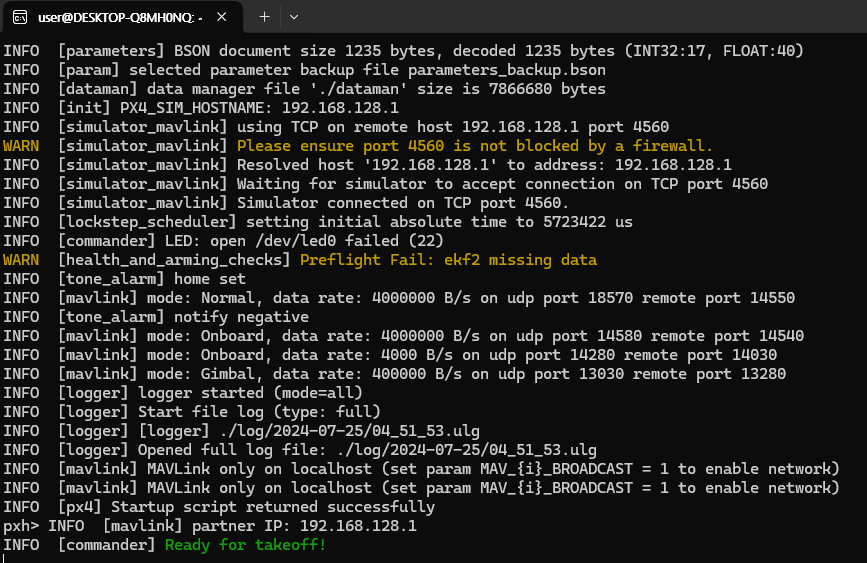 user@DESKTOP-Q8MH0NQ: ~
INFO  [parameters] BSON document size 1235 bytes, decoded 1235 bytes (INT32:17, FLOAT:40)
INFO  [param] selected parameter backup file parameters_backup.bson
INFO  [dataman] data manager file './dataman' size is 7866680 bytes
INFO  [init] PX4_SIM_HOSTNAME: 192.168.128.1
INFO  [simulator_mavlink] using TCP on remote host 192.168.128.1 port 4560
WARN  [simulator_mavlink] Please ensure port 4560 is not blocked by a firewall.
INFO  [simulator_mavlink] Resolved host '192.168.128.1' to address: 192.168.128.1
INFO  [simulator_mavlink] Waiting for simulator to accept connection on TCP port 4560
INFO  [simulator_mavlink] Simulator connected on TCP port 4560.
INFO  [lockstep_scheduler] setting initial absolute time to 5723422 us
INFO  [commander] LED: open /dev/led0 failed (22)
WARN  [health_and_arming_checks] Preflight Fail: ekf2 missing data
INFO  [tone_alarm] home set
INFO  [mavlink] mode: Normal, data rate: 4000000 B/s on udp port 18570 remote port 14550
INFO  [tone_alarm] notify negative
INFO  [mavlink] mode: Onboard, data rate: 4000000 B/s on udp port 14580 remote port 14540
INFO  [mavlink] mode: Onboard, data rate: 4000 B/s on udp port 14280 remote port 14030
INFO  [mavlink] mode: Gimbal, data rate: 400000 B/s on udp port 13030 remote port 13280
INFO  [logger] logger started (mode=all)
INFO  [logger] Start file log (type: full)
INFO  [logger] [logger] ./log/2024-07-25/04_51_53.ulg
INFO  [logger] Opened full log file: ./log/2024-07-25/04_51_53.ulg
INFO  [mavlink] MAVLink only on localhost (set param MAV_{i}_BROADCAST = 1 to enable network)
INFO  [mavlink] MAVLink only on localhost (set param MAV_{i}_BROADCAST = 1 to enable network)
INFO  [px4] Startup script returned successfully
pxh> INFO  [mavlink] partner IP: 192.168.128.1
INFO  [commander] Ready for takeoff!